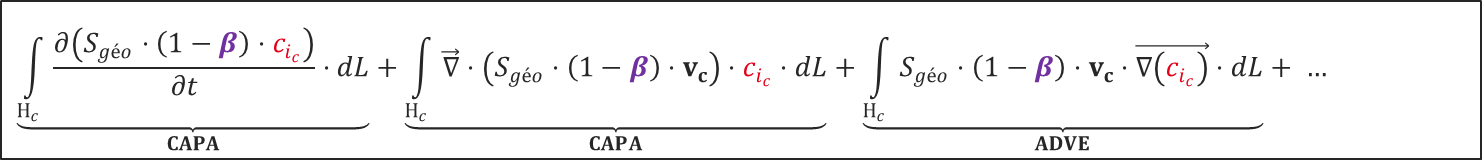 ∫_{H_c} ∂(S_{géo} · (1 − β) · c_{i_c})/∂t · dL + ∫_{H_c} ∇⃗ · (S_{géo} · (1 − β) · v_c) · c_{i_c} · dL + ∫_{H_c} S_{géo} · (1 − β) · v_c · \overrightarrow{∇(c_{i_c})} · dL + …
CAPA CAPA ADVE